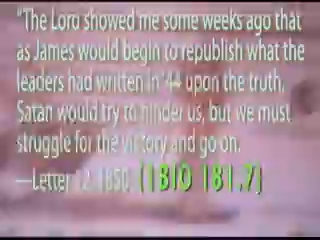 "The Lord showed me some weeks ago that
as James would begin to republish what the
leaders had written in '44 upon the truth,
Satan would try to hinder us, but we must
struggle for the victory and go on.
—Letter 12, 1850. (1BIO 181.7)